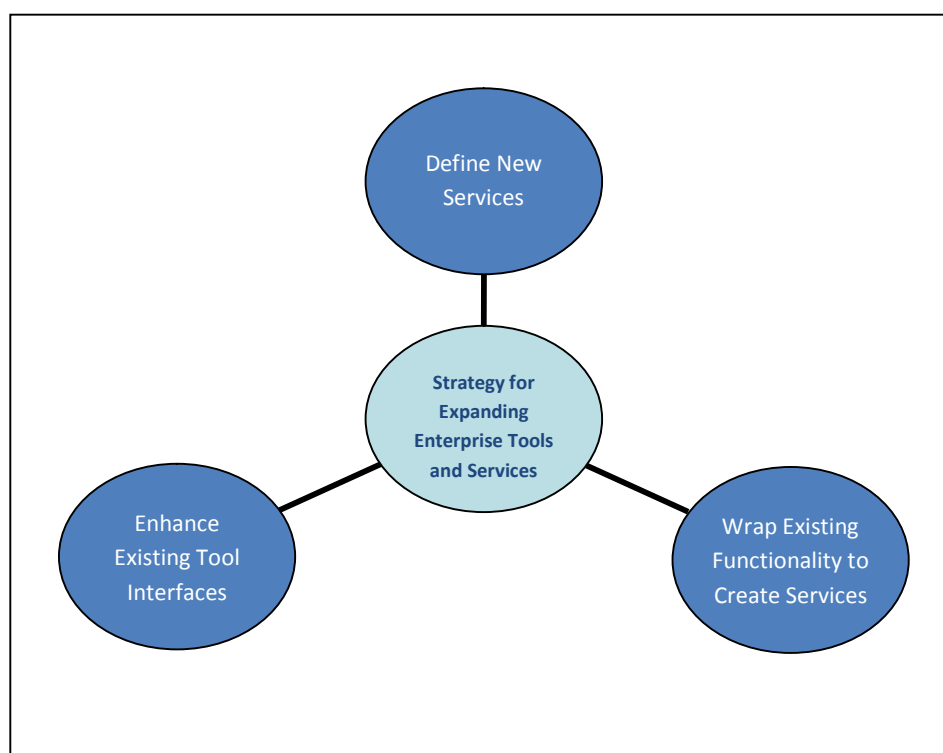 Define New
Services
Strategy for
Expanding
Enterprise Tools
and Services
Enhance
Existing Tool
Interfaces
Wrap Existing
Functionality to
Create Services